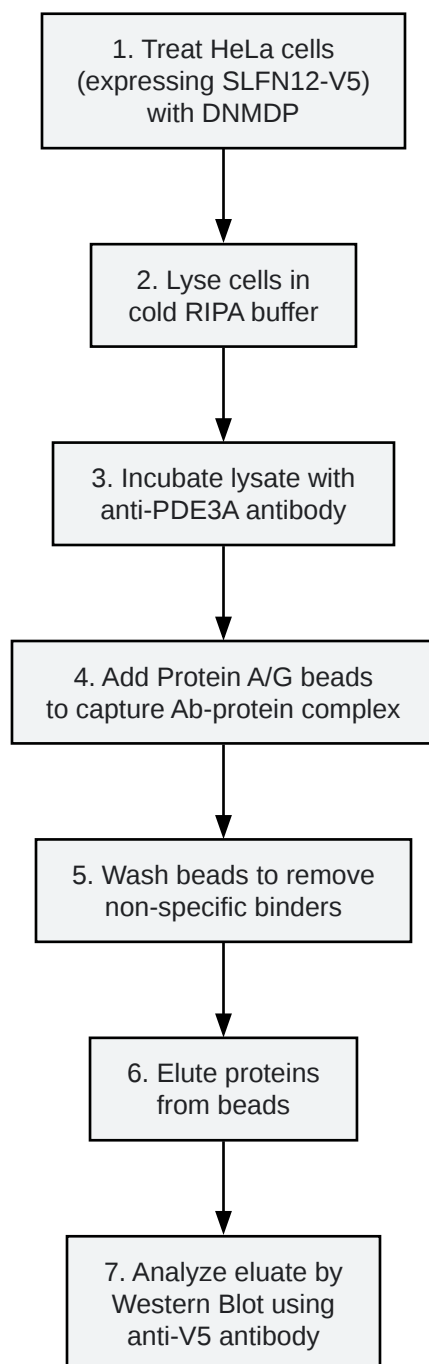 1. Treat HeLa cells
(expressing SLFN12-V5)
with DNMDP
2. Lyse cells in
cold RIPA buffer
3. Incubate lysate with
anti-PDE3A antibody
4. Add Protein A/G beads
to capture Ab-protein complex
5. Wash beads to remove
non-specific binders
6. Elute proteins
from beads
7. Analyze eluate by
Western Blot using
anti-V5 antibody